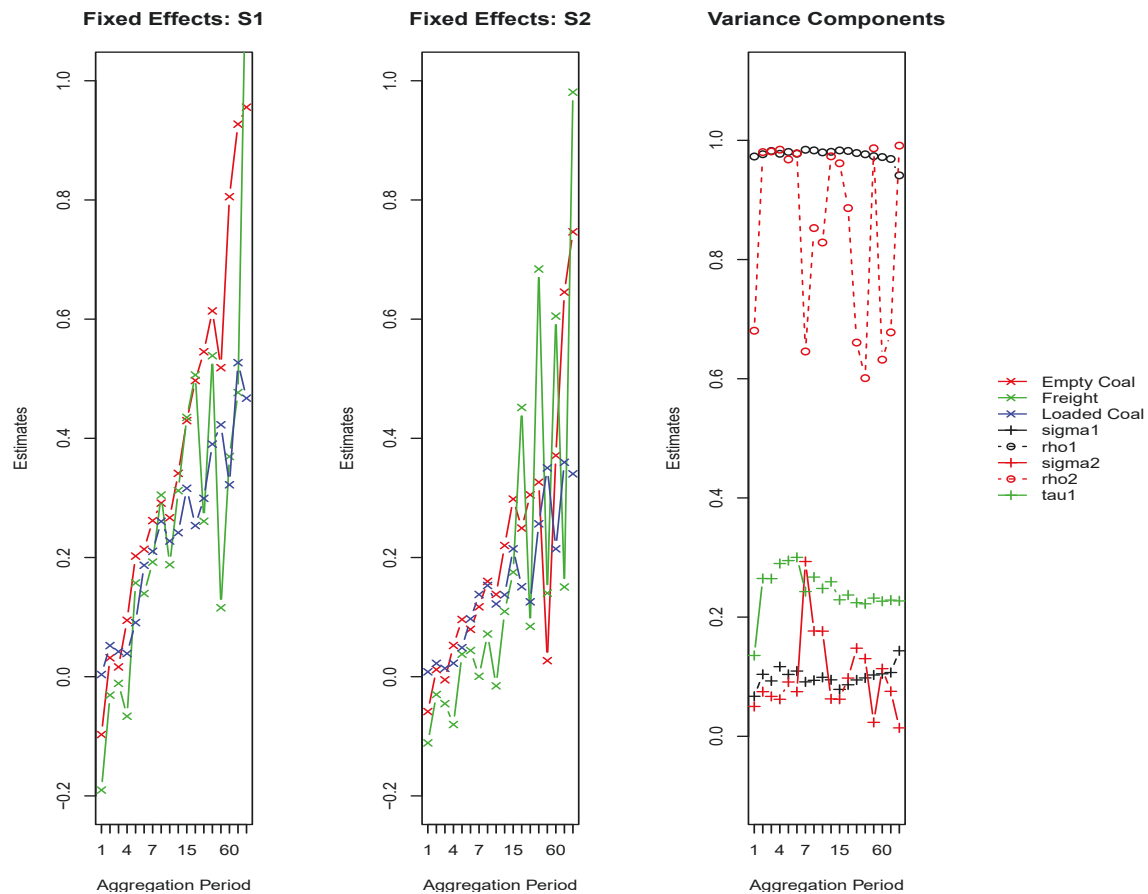 Fixed Effects: S1
Estimates
1.0
0.8
0.6
0.4
0.2
0.0
−0.2
1 4 7 15 60
Aggregation Period
Fixed Effects: S2
Estimates
1.0
0.8
0.6
0.4
0.2
0.0
−0.2
1 4 7 15 60
Aggregation Period
Variance Components
Estimates
1.0
0.8
0.6
0.4
0.2
0.0
1 4 7 15 60
Aggregation Period
Empty Coal
Freight
Loaded Coal
sigma1
rho1
sigma2
rho2
tau1